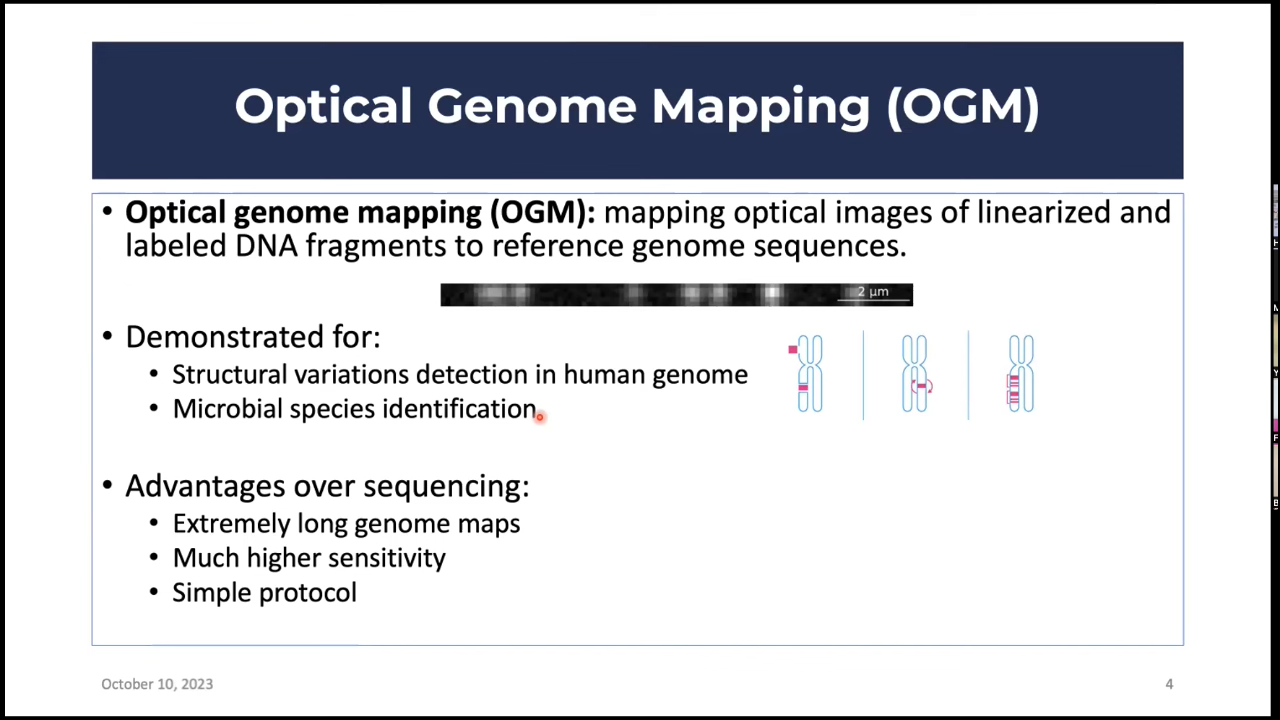 Optical Genome Mapping (OGM)
• Optical genome mapping (OGM): mapping optical images of linearized and
labeled DNA fragments to reference genome sequences.
2 μm
• Demonstrated for:
• Structural variations detection in human genome
• Microbial species identification
• Advantages over sequencing:
• Extremely long genome maps
• Much higher sensitivity
• Simple protocol
October 10, 2023
4